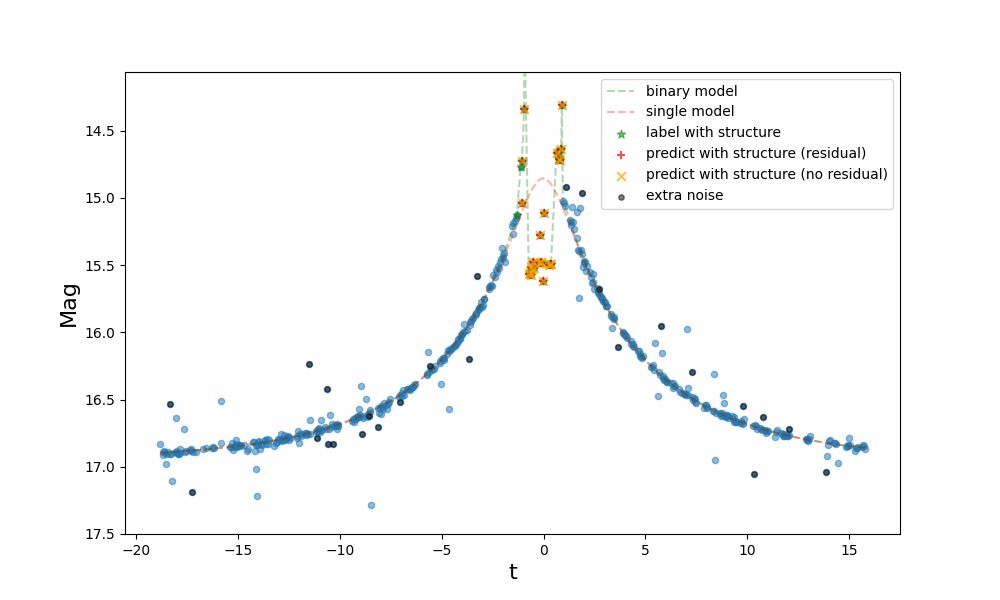 binary model
single model
label with structure
predict with structure (residual)
predict with structure (no residual)
extra noise
14.5
15.0
15.5
16.0
16.5
17.0
17.5
Mag
−20
−15
−10
−5
0
5
10
15
t